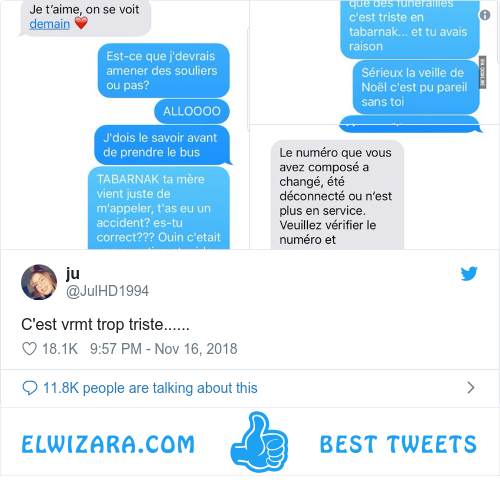 Je t'aime, on se voit
demain ❤️
Est-ce que j'devrais
amener des souliers
ou pas?
ALLOOOO
J'dois le savoir avant
de prendre le bus
TABARNAK ta mère
vient juste de
m'appeler, t'as eu un
accident? es-tu
correct??? Ouin c'etait
que des funérailles
c'est triste en
tabarnak... et tu avais
raison
Sérieux la veille de
Noël c'est pu pareil
sans toi
Le numéro que vous
avez composé a
changé, été
déconnecté ou n'est
plus en service.
Veuillez vérifier le
numéro et
ju
@JulHD1994
C'est vrmt trop triste......
18.1K 9:57 PM - Nov 16, 2018
11.8K people are talking about this
ELWIZARA.COM BEST TWEETS